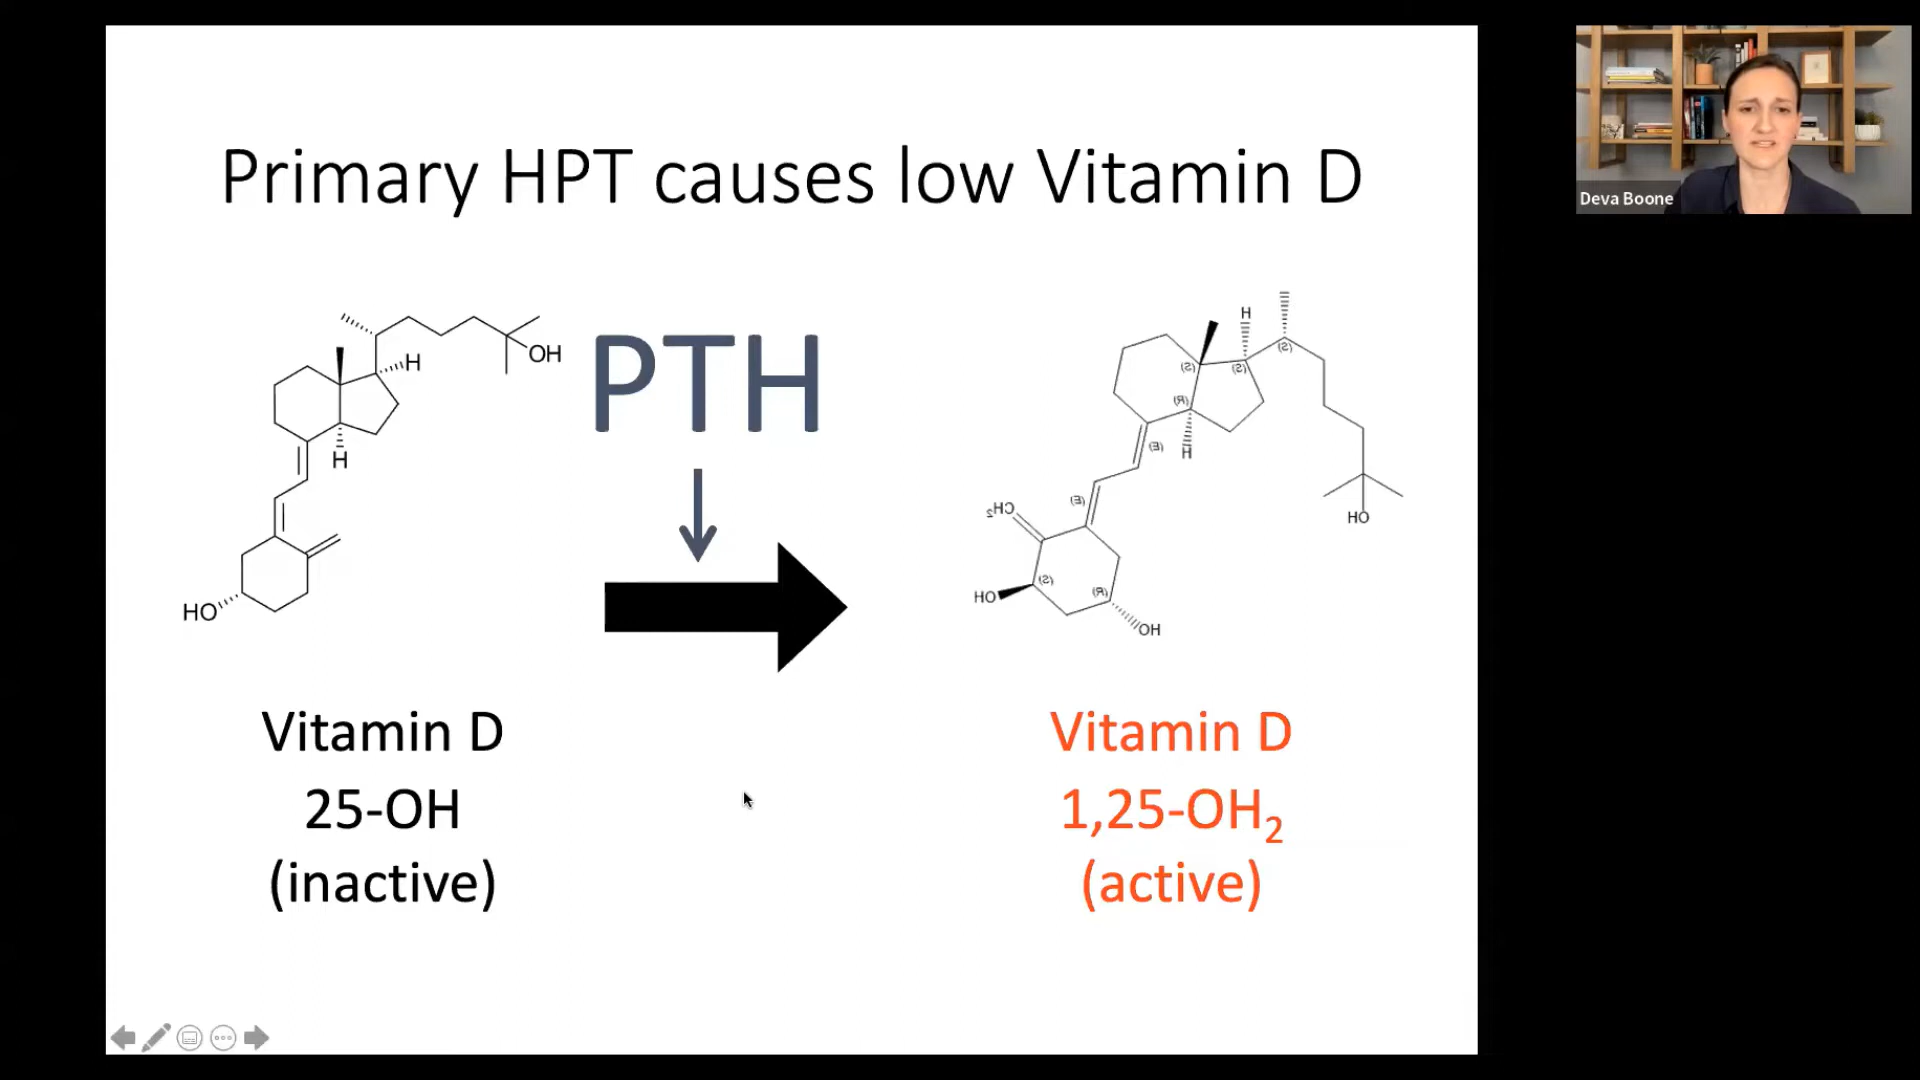 Primary HPT causes low Vitamin D
OH
H
H
HO
PTH
H
(S)
(S)
(S)
(R)
H
(E)
(E)
CH₂
(S)
(R)
HO
OH
HO
Vitamin D
25-OH
(inactive)
Vitamin D
1,25-OH₂
(active)
Deva Boone